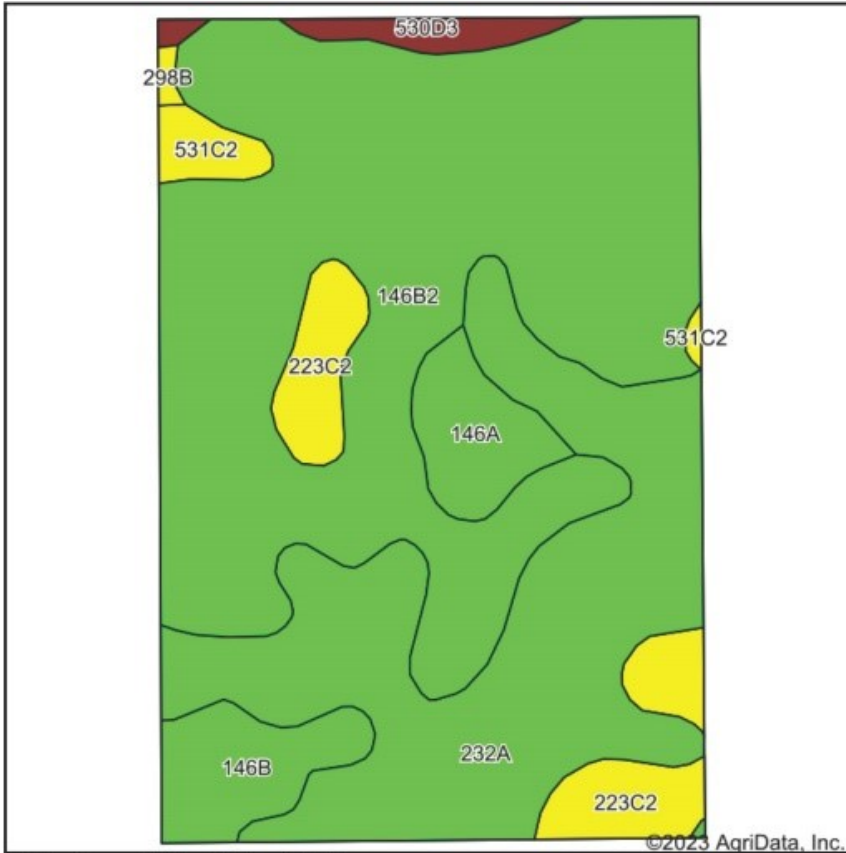 530D3
298B
531C2
146B2
531C2
223C2
146A
232A
146B
223C2
©2023 AgriData, Inc.